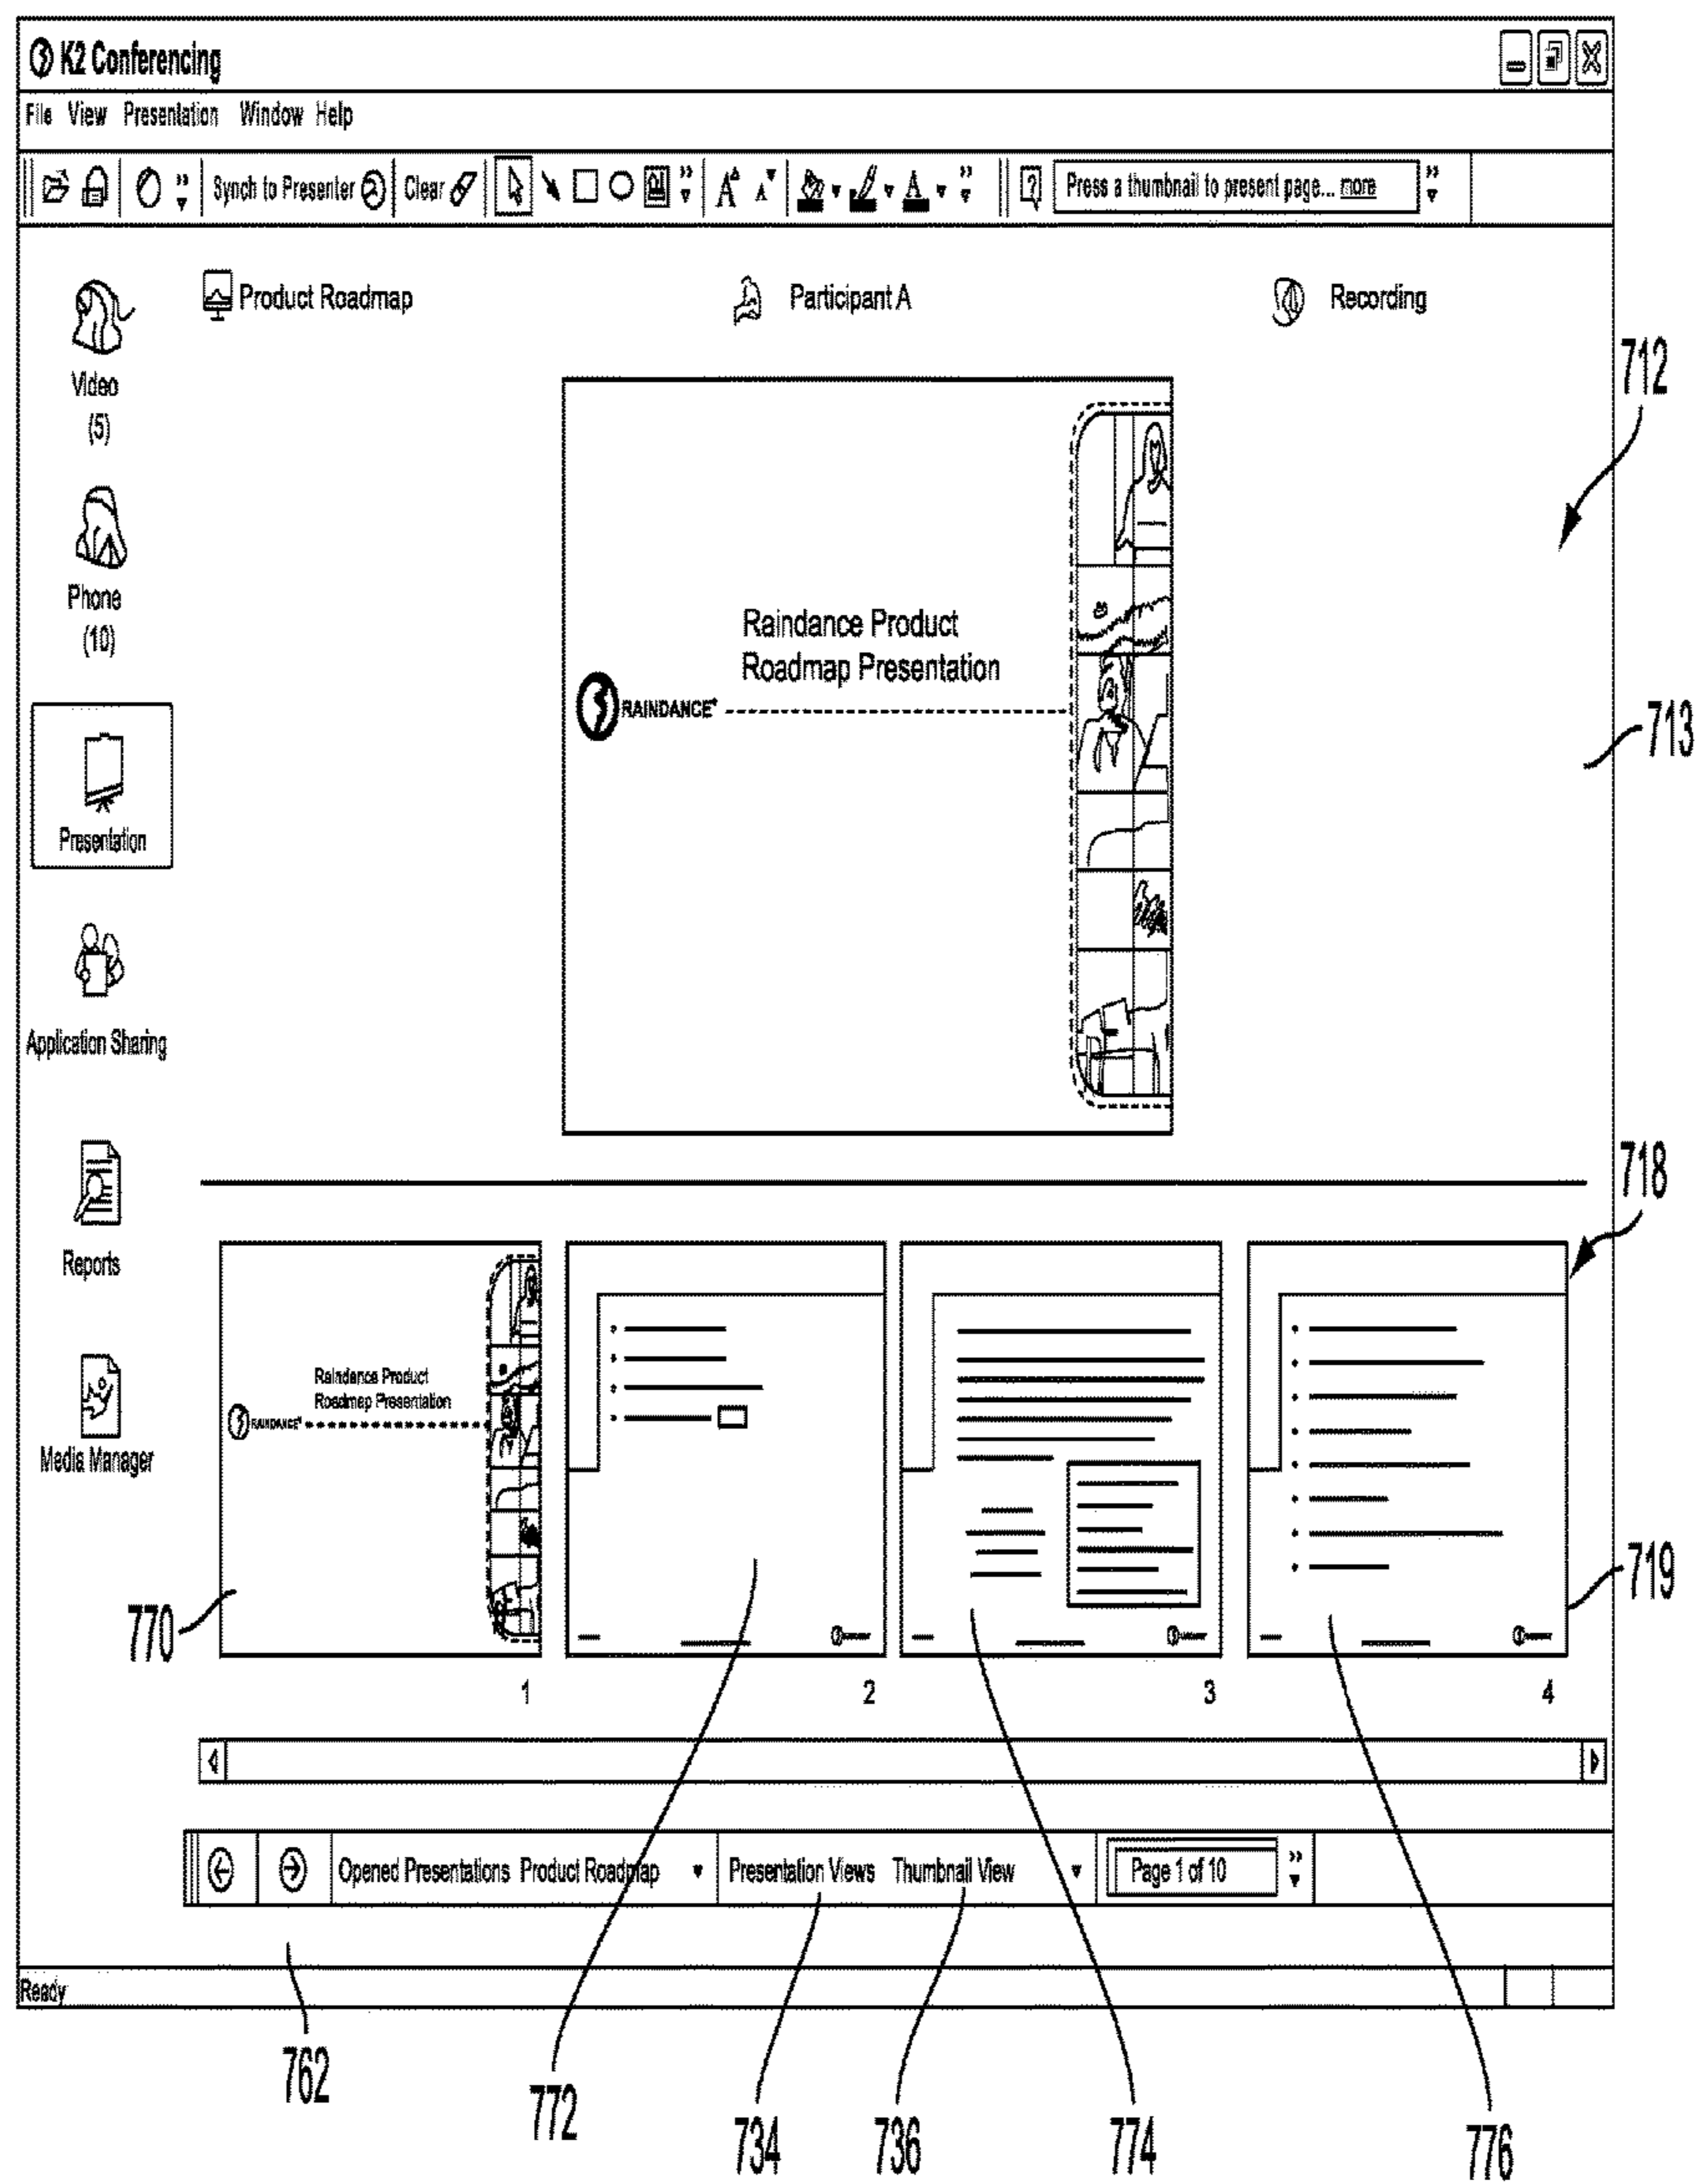 K2 Conferencing
File View Presentation Window Help
Synch to Presenter Clear A A A Press a thumbnail to present page... more
Product Roadmap Participant A Recording
712
Video
(5)
Phone
(10)
Raindance Product
Roadmap Presentation
RAINDANCE
713
Presentation
Application Sharing
718
Reports
Raindance Product
Roadmap Presentation
RAINDANCE
Media Manager
719
770
1 2 3 4
Opened Presentations Product Roadmap Presentation Views Thumbnail View Page 1 of 10
Ready
762
772
734
736
774
776